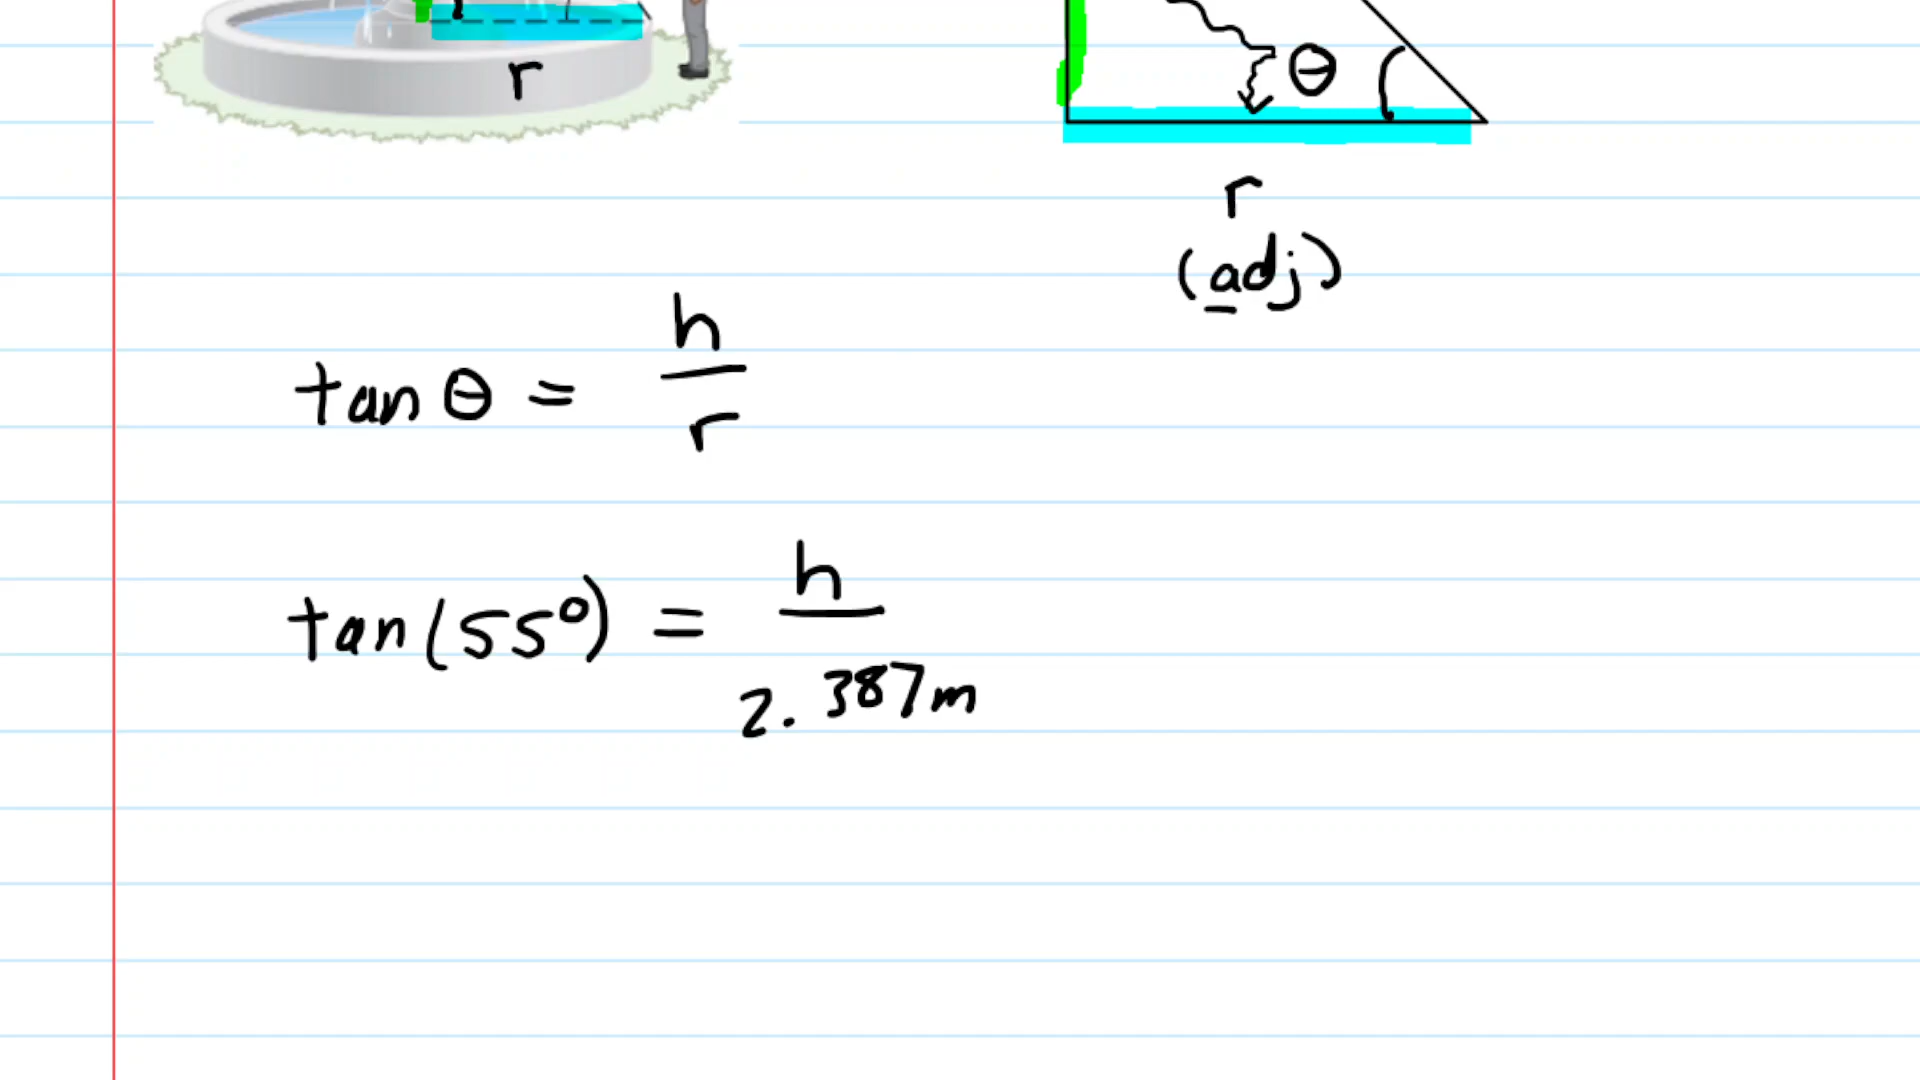 r
θ
r
(adj)
tan θ = h/r
tan(55°) = h/2.387m